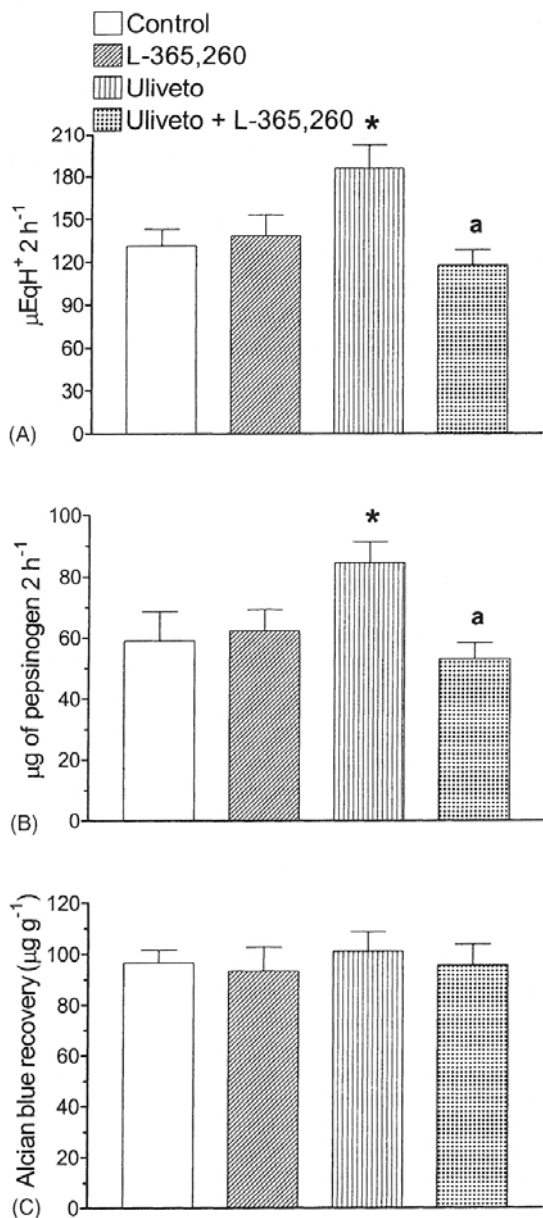 Control
L-365,260
Uliveto
Uliveto + L-365,260
*
a
210
180
150
120
90
60
30
0
µEqH⁺ 2 h⁻¹
(A)
*
a
100
80
60
40
20
0
µg of pepsinogen 2 h⁻¹
(B)
120
100
80
60
40
20
0
Alcian blue recovery (µg g⁻¹)
(C)